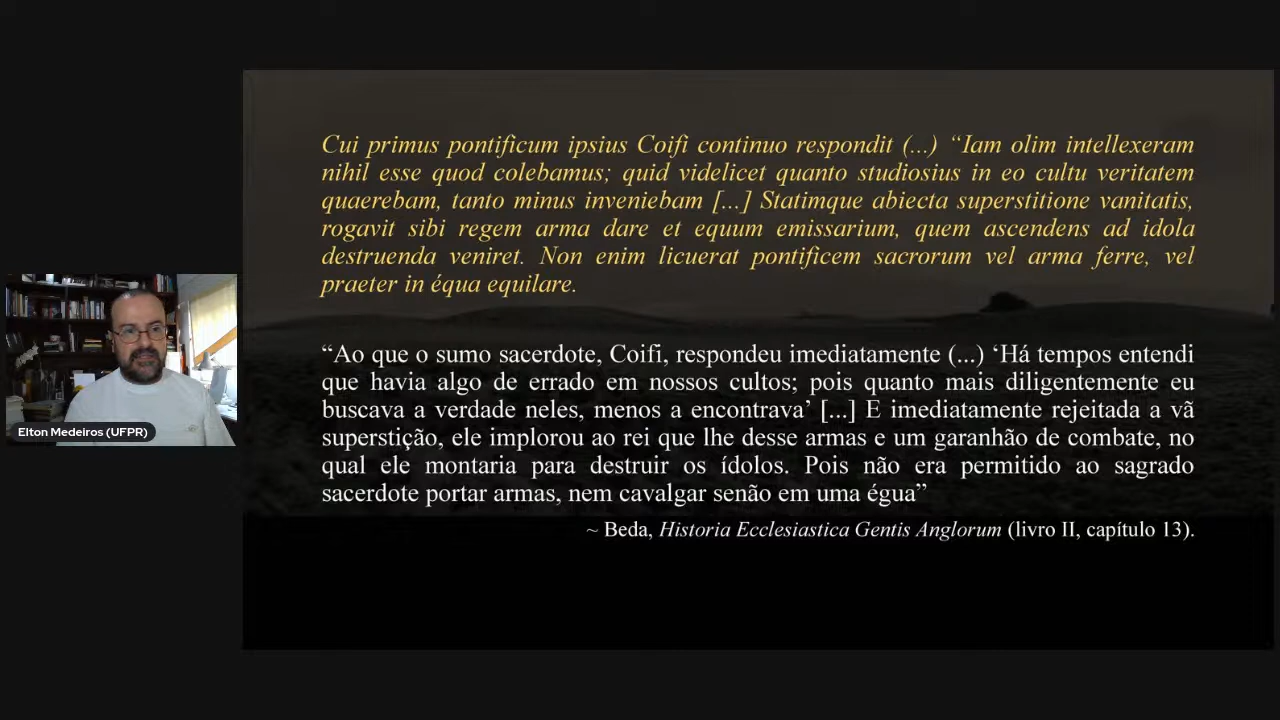 Cui primus pontificum ipsius Coifi continuo respondit (...) “Iam olim intellexeram
nihil esse quod colebamus; quid videlicet quanto studiosius in eo cultu veritatem
quaerebam, tanto minus inveniebam [...] Statimque abiecta superstitione vanitatis,
rogavit sibi regem arma dare et equum emissarium, quem ascendens ad idola
destruenda veniret. Non enim licuerat pontificem sacrorum vel arma ferre, vel
praeter in équa equilare.
“Ao que o sumo sacerdote, Coifi, respondeu imediatamente (...) ‘Há tempos entendi
que havia algo de errado em nossos cultos; pois quanto mais diligentemente eu
buscava a verdade neles, menos a encontrava’ [...] E imediatamente rejeitada a vã
superstição, ele implorou ao rei que lhe desse armas e um garanhão de combate, no
qual ele montaria para destruir os ídolos. Pois não era permitido ao sagrado
sacerdote portar armas, nem cavalgar senão em uma égua”
~ Beda, Historia Ecclesiastica Gentis Anglorum (livro II, capítulo 13).
Elton Medeiros (UFPR)